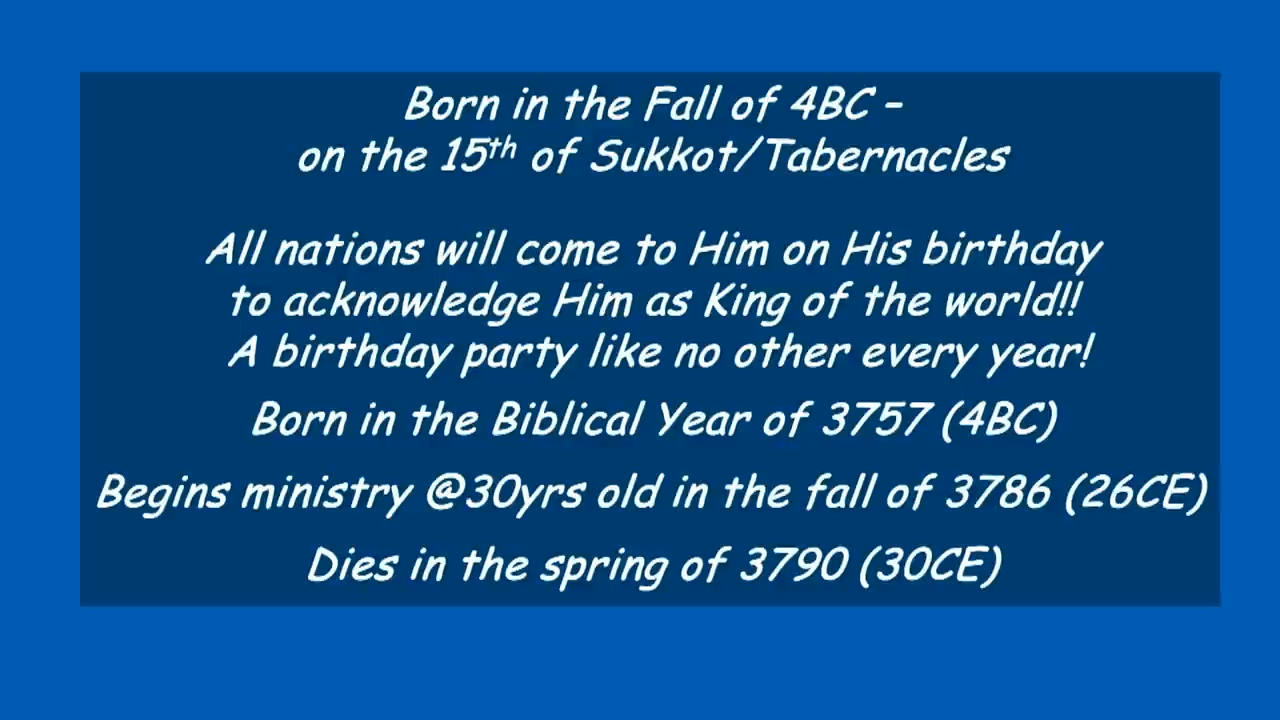 Born in the Fall of 4BC –
on the 15th of Sukkot/Tabernacles
All nations will come to Him on His birthday
to acknowledge Him as King of the world!!
A birthday party like no other every year!
Born in the Biblical Year of 3757 (4BC)
Begins ministry @30yrs old in the fall of 3786 (26CE)
Dies in the spring of 3790 (30CE)